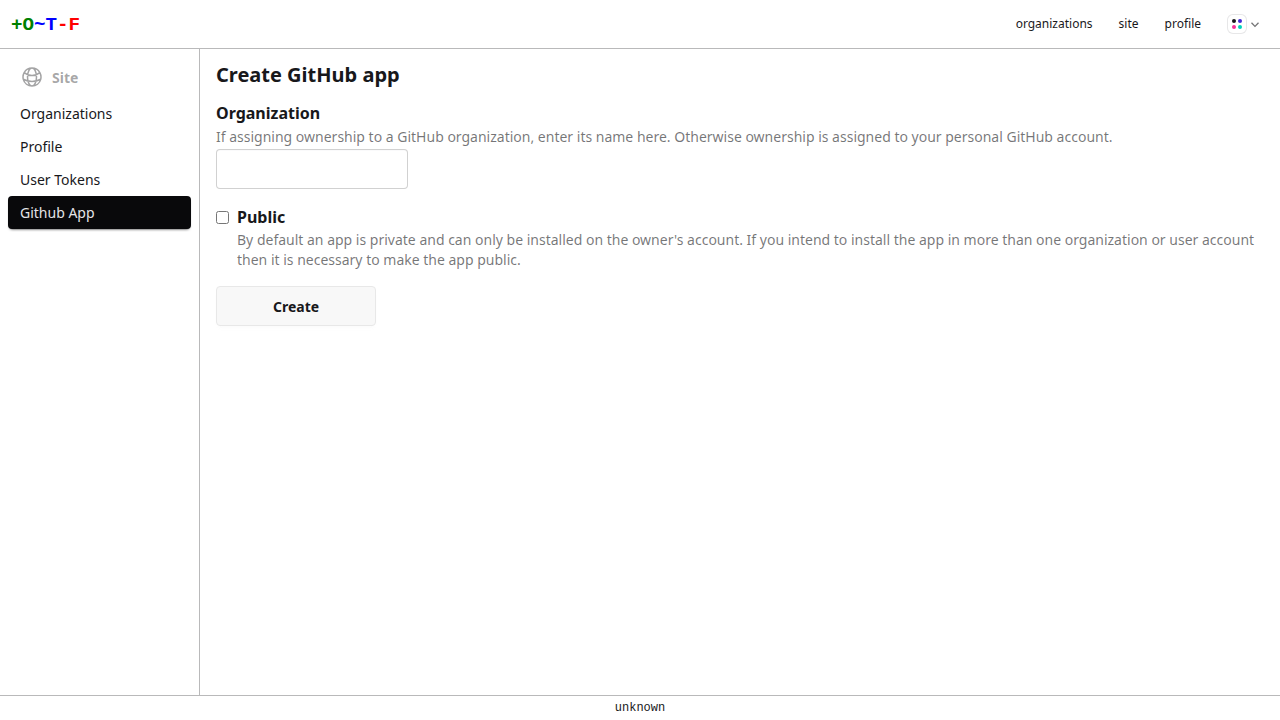 +O~T-F
organizations
site
profile
Site
Organizations
Profile
User Tokens
Github App
Create GitHub app
Organization
If assigning ownership to a GitHub organization, enter its name here. Otherwise ownership is assigned to your personal GitHub account.
Public
By default an app is private and can only be installed on the owner's account. If you intend to install the app in more than one organization or user account
then it is necessary to make the app public.
Create
unknown